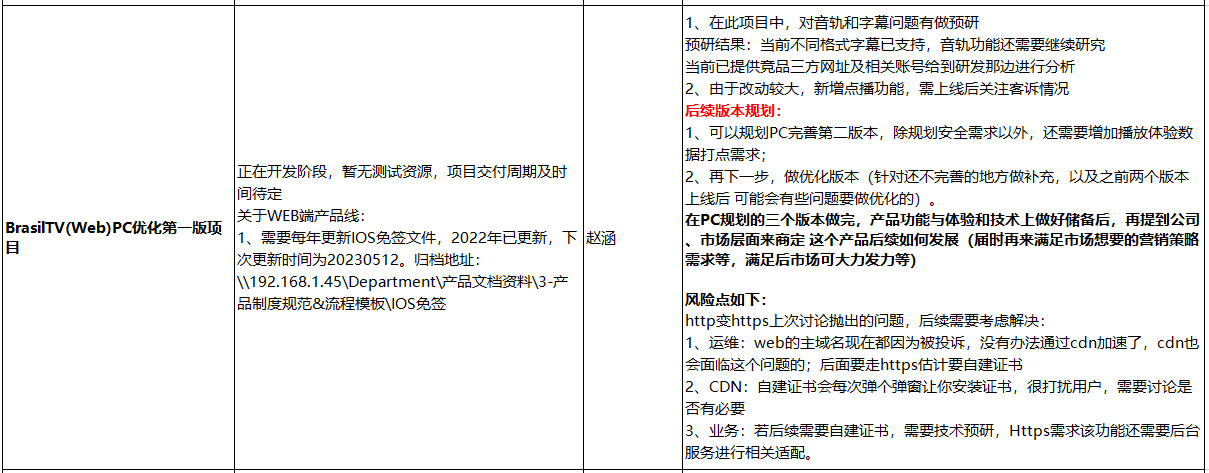 BrasilTV(Web)PC优化第一版项
目
正在开发阶段，暂无测试资源，项目交付周期及时
间待定
关于WEB端产品线：
1、需要每年更新IOS免签文件，2022年已更新，下
次更新时间为20230512。归档地址：
\\192.168.1.45\Department\产品文档资料\3-产
品制度规范&流程模板\IOS免签
赵涵
1、在此项目中，对音轨和字幕问题有做预研
预研结果：当前不同格式字幕已支持，音轨功能还需要继续研究
当前已提供竞品三方网址及相关账号给到研发那边进行分析
2、由于改动较大，新增点播功能，需上线后关注客诉情况
后续版本规划：
1、可以规划PC完善第二版本，除规划安全需求以外，还需要增加播放体验数
据打点需求；
2、再下一步，做优化版本（针对还不完善的地方做补充，以及之前两个版本
上线后 可能会有些问题要做优化的）。
在PC规划的三个版本做完，产品功能与体验和技术上做好储备后，再提到公司
、市场层面来商定 这个产品后续如何发展（届时再来满足市场想要的营销策略
需求等，满足后市场可大力发力等）
风险点如下：
http变https上次讨论抛出的问题，后续需要考虑解决：
1、运维：web的主域名现在都因为被投诉，没有办法通过cdn加速了，cdn也
会面临这个问题的；后面要走https估计要自建证书
2、CDN：自建证书会每次弹个弹窗让你安装证书，很打扰用户，需要讨论是
否有必要
3、业务：若后续需要自建证书，需要技术预研，Https需求该功能还需要后台
服务进行相关适配。